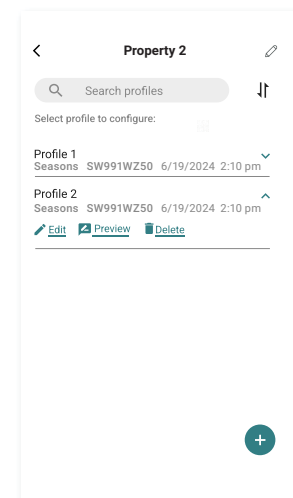 Property 2
Search profiles
Select profile to configure:
Profile 1
Seasons SW991WZ50 6/19/2024 2:10 pm
Profile 2
Seasons SW991WZ50 6/19/2024 2:10 pm
Edit Preview Delete